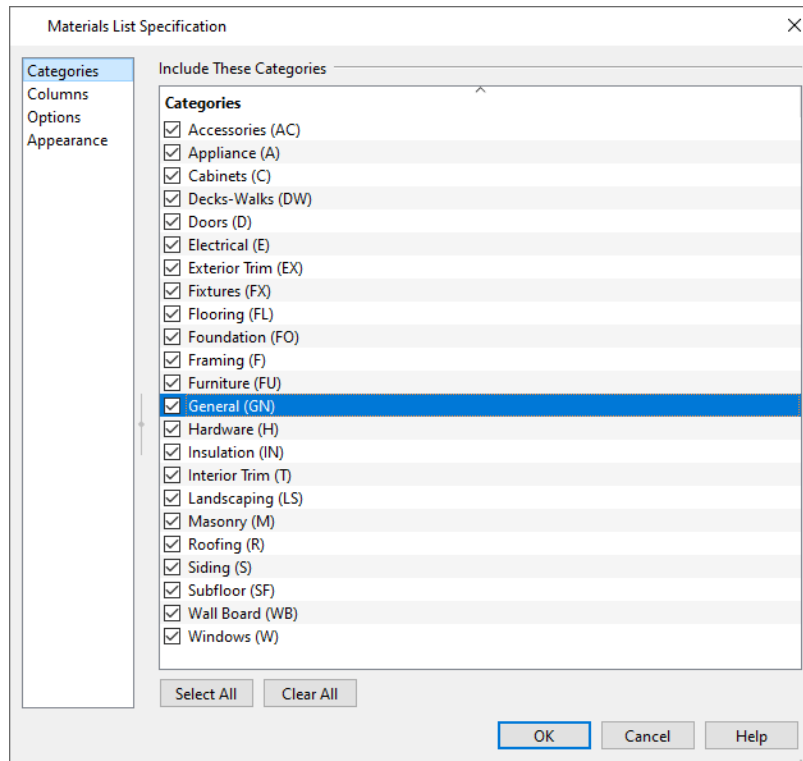 Materials List Specification
Categories
Columns
Options
Appearance
Include These Categories
Categories
Accessories (AC)
Appliance (A)
Cabinets (C)
Decks-Walks (DW)
Doors (D)
Electrical (E)
Exterior Trim (EX)
Fixtures (FX)
Flooring (FL)
Foundation (FO)
Framing (F)
Furniture (FU)
General (GN)
Hardware (H)
Insulation (IN)
Interior Trim (T)
Landscaping (LS)
Masonry (M)
Roofing (R)
Siding (S)
Subfloor (SF)
Wall Board (WB)
Windows (W)
Select All Clear All
OK Cancel Help